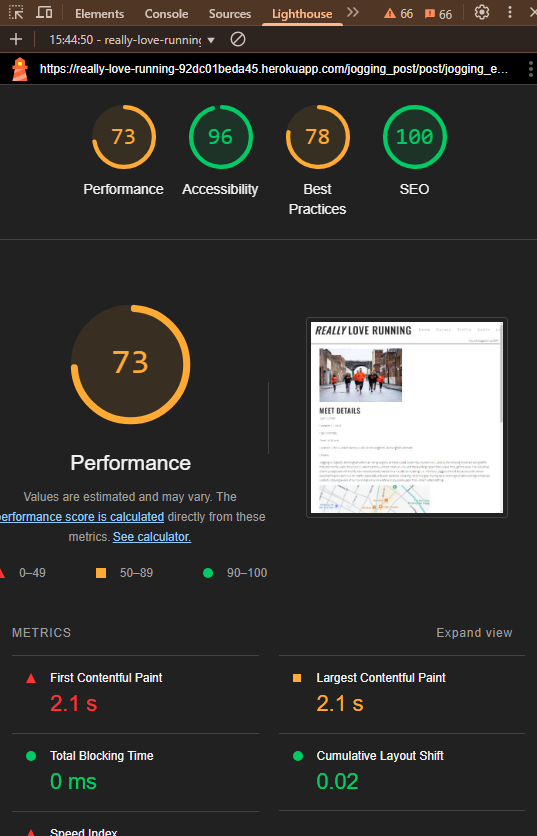 Elements Console Sources Lighthouse 66 66
15:44:50 - really-love-running
https://really-love-running-92dc01beda45.herokuapp.com/jogging_post/post/jogging_e…
73 96 78 100
Performance Accessibility Best Practices SEO
73
REALLY LOVE RUNNING
MEET DETAILS
Performance
Values are estimated and may vary. The
performance score is calculated directly from these
metrics. See calculator.
0–49 50–89 90–100
METRICS Expand view
First Contentful Paint Largest Contentful Paint
2.1 s 2.1 s
Total Blocking Time Cumulative Layout Shift
0 ms 0.02
Speed Index